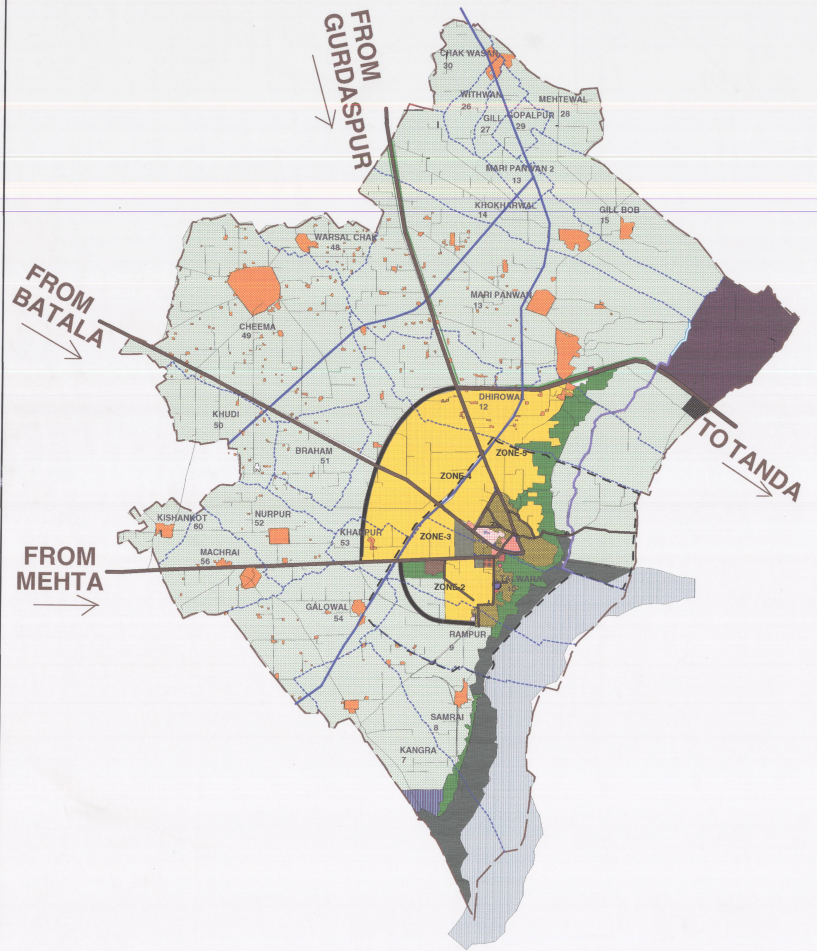 FROM
GURDASPUR
CHAK WASAN
30
WITHWAN
26
MEHTEWAL
28
GILL
27
GOPALPUR
29
MARI PANWAN 2
13
KHOKHARWAL
14
GILL BOB
15
WARSAL CHAK
48
FROM
BATALA
MARI PANWAN
13
CHEEMA
49
DHIROWAL
12
KHUDI
50
TO TANDA
BRAHAM
51
ZONE-5
ZONE-4
KISHANKOT
60
NURPUR
52
KHANPUR
53
ZONE-3
FROM
MEHTA
MACHRAI
56
ZONE-2
GALOWAL
54
RAMPUR
9
SAMRAI
8
KANGRA
7